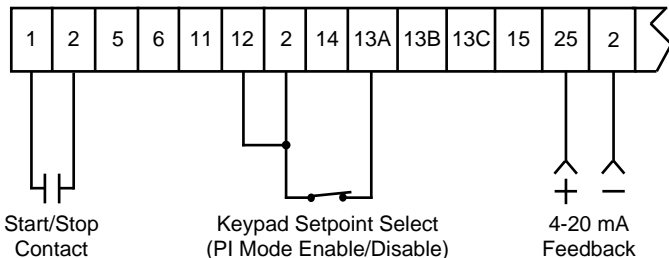 1 2 5 6 11 12 2 14 13A 13B 13C 15 25 2
+ −
Start/Stop
Contact
Keypad Setpoint Select
(PI Mode Enable/Disable)
4-20 mA
Feedback